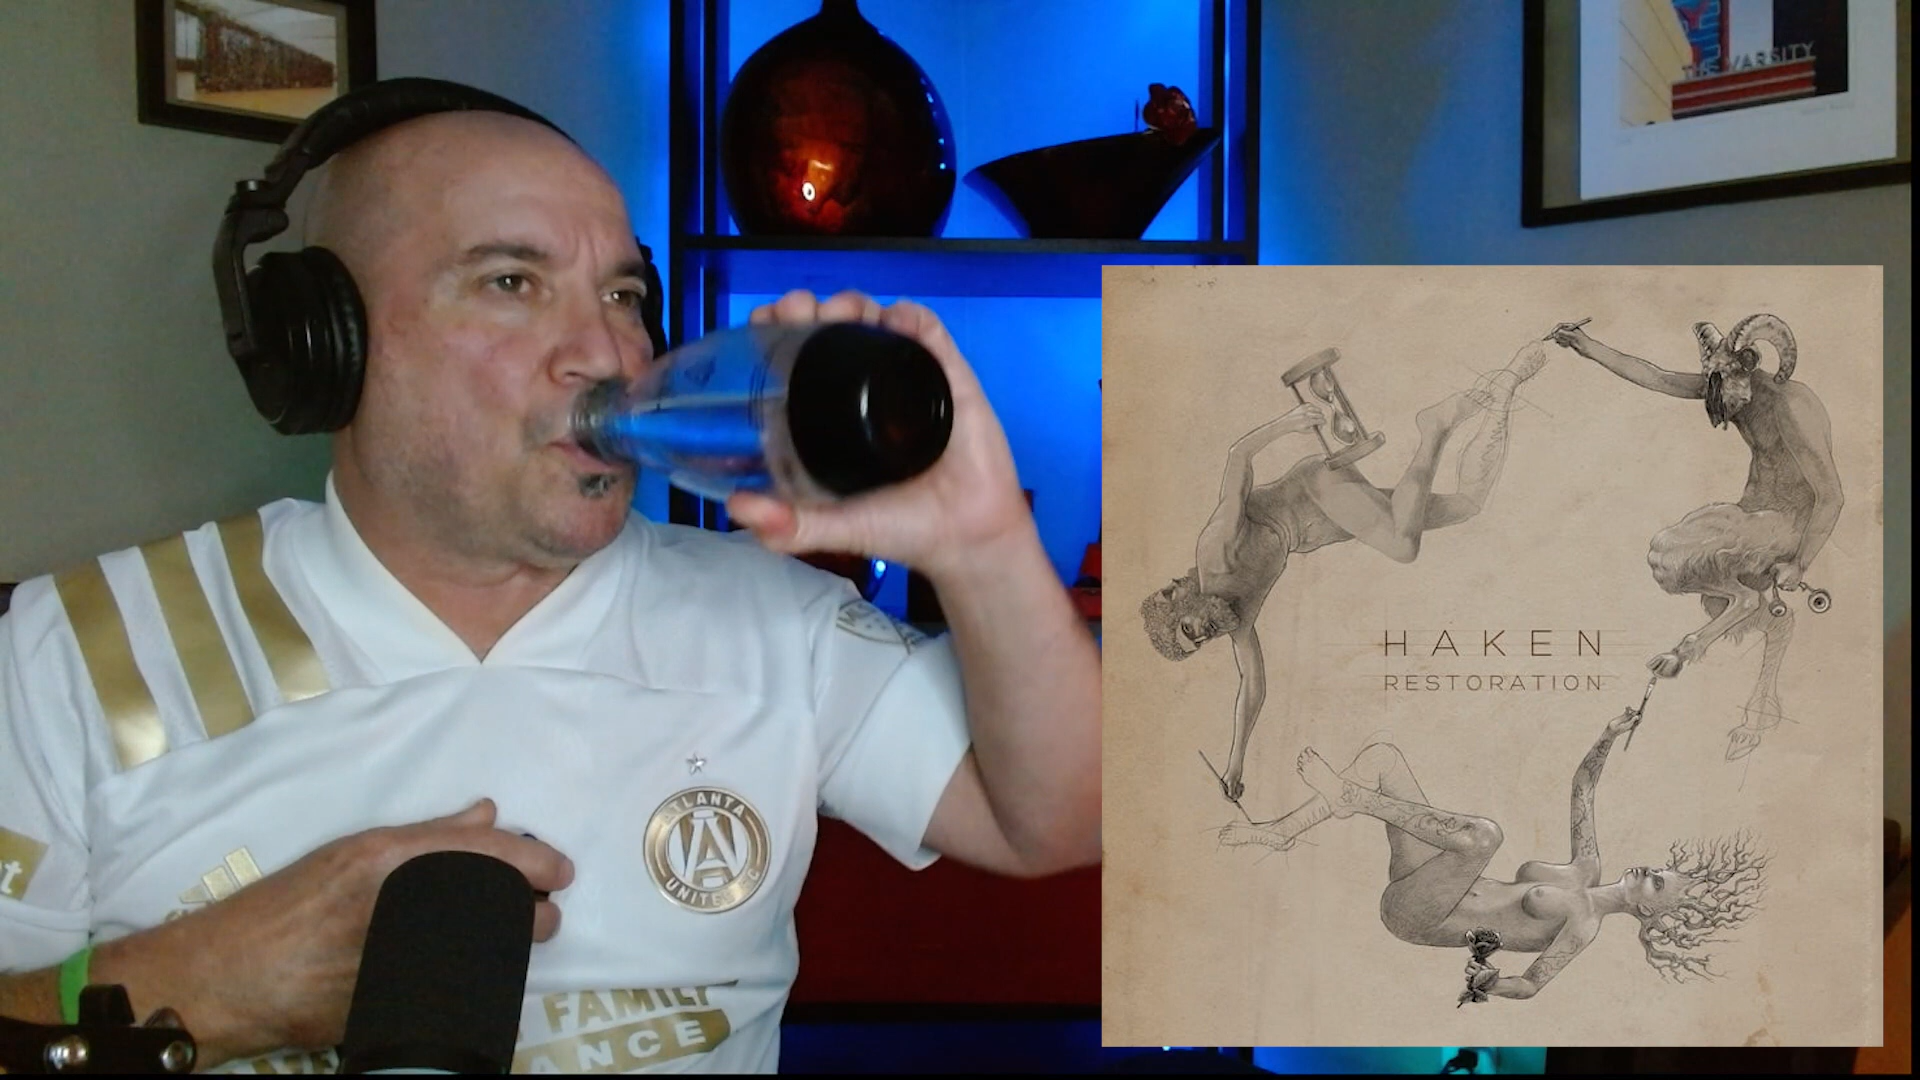 THE VARSITY
HAKEN
RESTORATION
ATLANTA
UNITED FC
FAMILY
ANCE